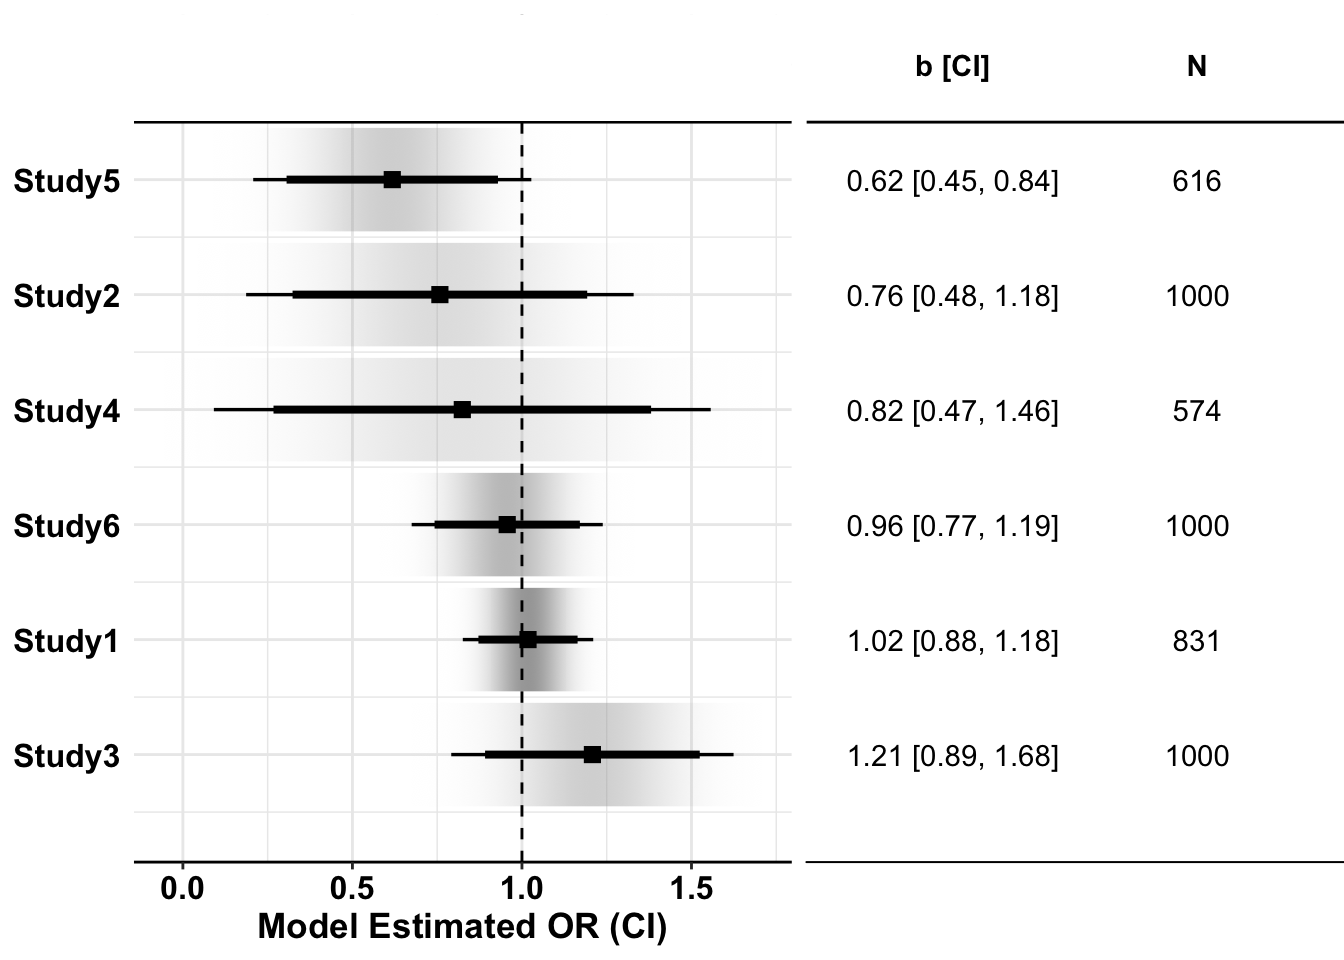 b [CI] N
Study5 0.62 [0.45, 0.84] 616
Study2 0.76 [0.48, 1.18] 1000
Study4 0.82 [0.47, 1.46] 574
Study6 0.96 [0.77, 1.19] 1000
Study1 1.02 [0.88, 1.18] 831
Study3 1.21 [0.89, 1.68] 1000
0.0 0.5 1.0 1.5
Model Estimated OR (CI)